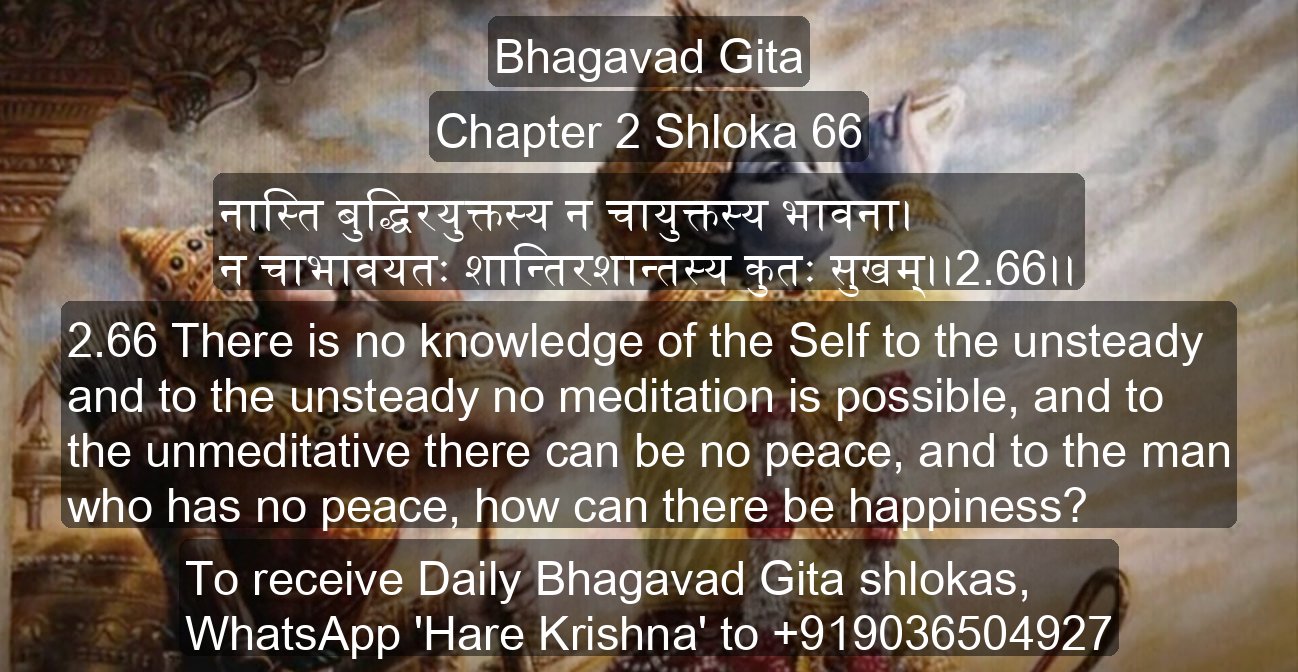 Bhagavad Gita
Chapter 2 Shloka 66
नास्ति बुद्धिरयुक्तस्य न चायुक्तस्य भावना।
न चाभावयतः शान्तिरशान्तस्य कुतः सुखम्।।2.66।।
2.66 There is no knowledge of the Self to the unsteady
and to the unsteady no meditation is possible, and to
the unmeditative there can be no peace, and to the man
who has no peace, how can there be happiness?
To receive Daily Bhagavad Gita shlokas,
WhatsApp 'Hare Krishna' to +919036504927